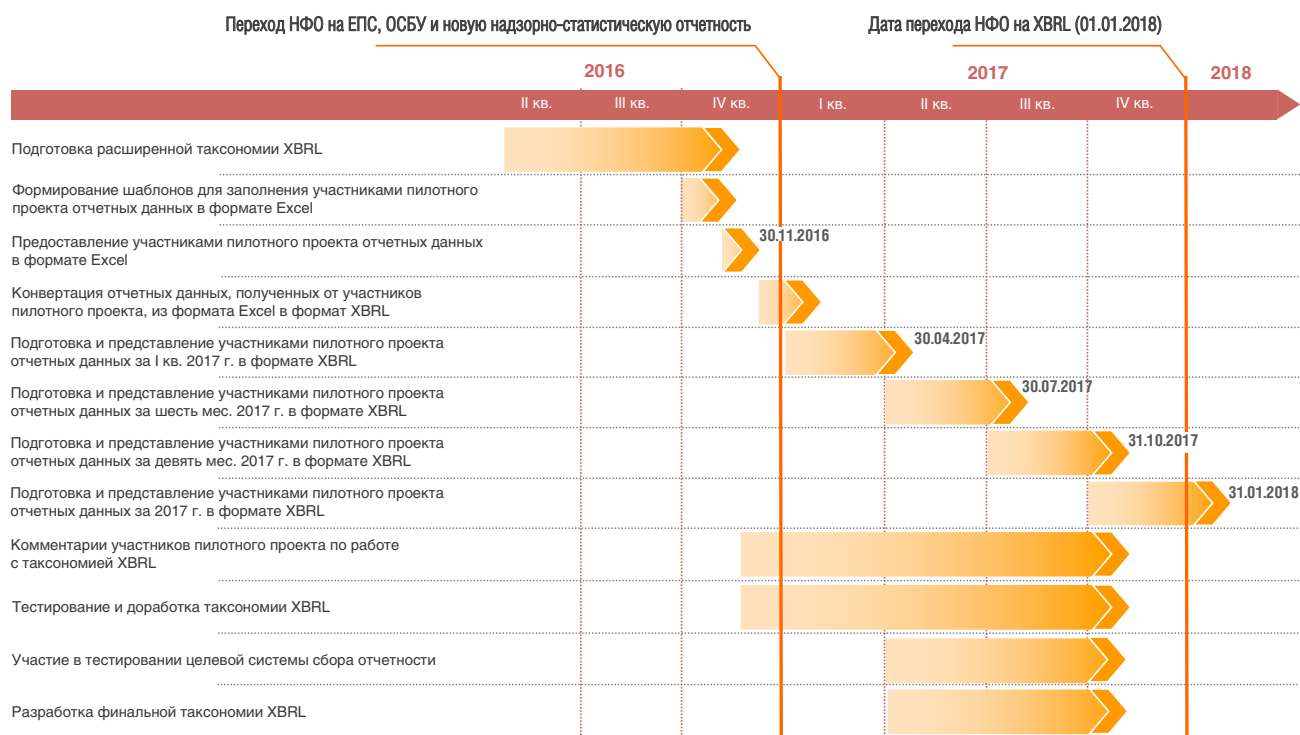 Переход НФО на ЕПС, ОСБУ и новую надзорно-статистическую отчетность
Дата перехода НФО на XBRL (01.01.2018)
2016
2017
2018
II кв.
III кв.
IV кв.
I кв.
II кв.
III кв.
IV кв.
Подготовка расширенной таксономии XBRL
Формирование шаблонов для заполнения участниками пилотного
проекта отчетных данных в формате Excel
Предоставление участниками пилотного проекта отчетных данных
в формате Excel
30.11.2016
Конвертация отчетных данных, полученных от участников
пилотного проекта, из формата Excel в формат XBRL
Подготовка и представление участниками пилотного проекта
отчетных данных за I кв. 2017 г. в формате XBRL
30.04.2017
Подготовка и представление участниками пилотного проекта
отчетных данных за шесть мес. 2017 г. в формате XBRL
30.07.2017
Подготовка и представление участниками пилотного проекта
отчетных данных за девять мес. 2017 г. в формате XBRL
31.10.2017
Подготовка и представление участниками пилотного проекта
отчетных данных за 2017 г. в формате XBRL
31.01.2018
Комментарии участников пилотного проекта по работе
с таксономией XBRL
Тестирование и доработка таксономии XBRL
Участие в тестировании целевой системы сбора отчетности
Разработка финальной таксономии XBRL